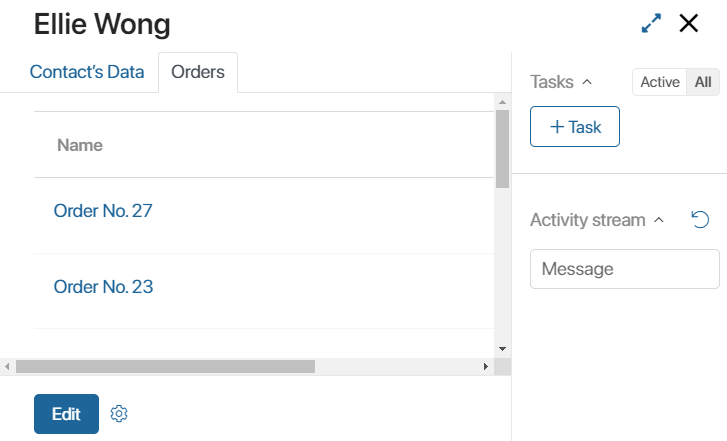 Ellie Wong
Contact's Data
Orders
Name
Order No. 27
Order No. 23
Edit
Tasks
Active
All
+ Task
Activity stream
Message